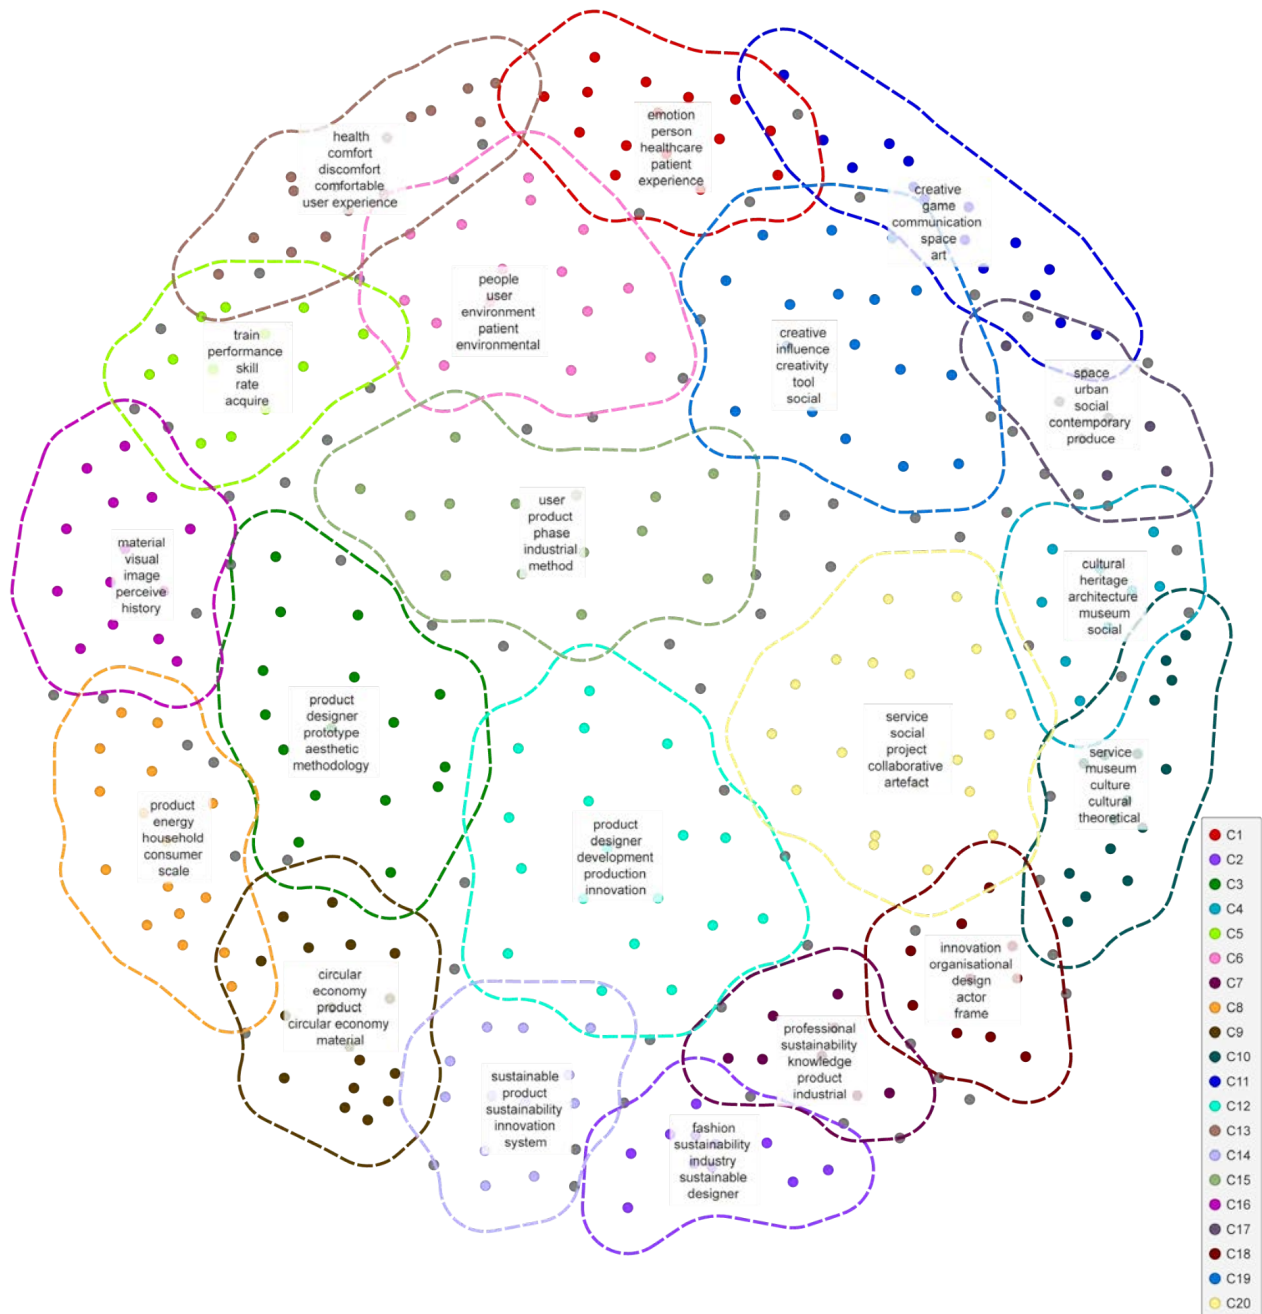 emotion
person
healthcare
patient
experience
health
comfort
discomfort
comfortable
user experience
creative
game
communication
space
art
people
user
environment
patient
environmental
train
performance
skill
rate
acquire
creative
influence
creativity
tool
social
space
urban
social
contemporary
produce
user
product
phase
industrial
method
material
visual
image
perceive
history
cultural
heritage
architecture
museum
social
product
designer
prototype
aesthetic
methodology
service
social
project
collaborative
artefact
service
museum
culture
cultural
theoretical
product
energy
household
consumer
scale
product
designer
development
production
innovation
innovation
organisational
design
actor
frame
circular
economy
product
circular economy
material
professional
sustainability
knowledge
product
industrial
sustainable
product
sustainability
innovation
system
fashion
sustainability
industry
sustainable
designer
C1
C2
C3
C4
C5
C6
C7
C8
C9
C10
C11
C12
C13
C14
C15
C16
C17
C18
C19
C20